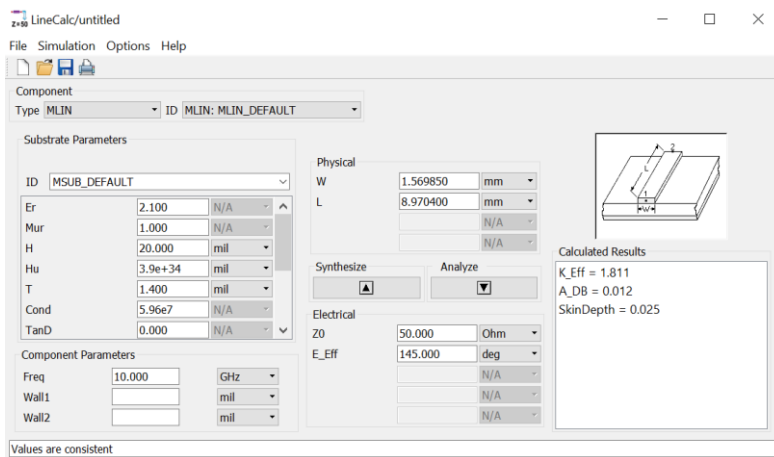 Z=50 LineCalc/untitled
File Simulation Options Help
Component
Type MLIN ID MLIN: MLIN_DEFAULT
Substrate Parameters
ID MSUB_DEFAULT
Er 2.100 N/A
Mur 1.000 N/A
H 20.000 mil
Hu 3.9e+34 mil
T 1.400 mil
Cond 5.96e7 N/A
TanD 0.000 N/A
Component Parameters
Freq 10.000 GHz
Wall1 mil
Wall2 mil
Physical
W 1.569850 mm
L 8.970400 mm
N/A
N/A
Synthesize Analyze
Electrical
Z0 50.000 Ohm
E_Eff 145.000 deg
N/A
N/A
N/A
2
L
1
W
Calculated Results
K_Eff = 1.811
A_DB = 0.012
SkinDepth = 0.025
Values are consistent